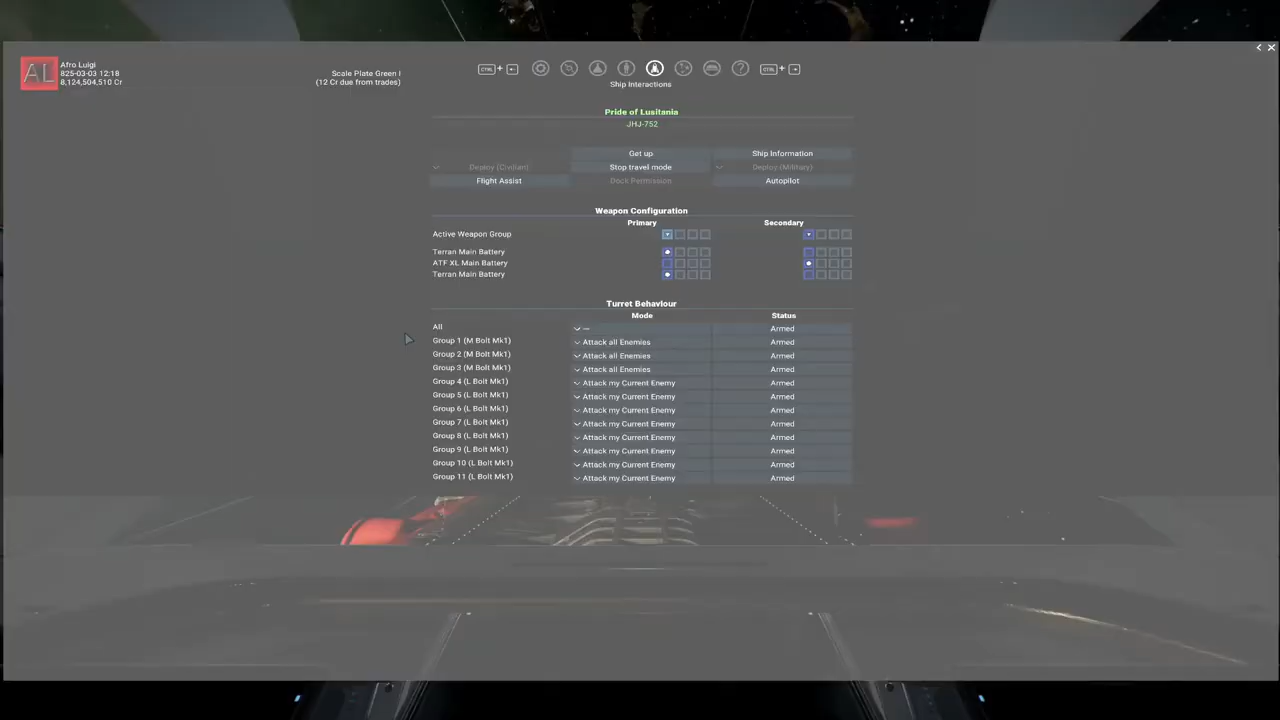 AL
Afro Luigi
825-03-03 12:18
8,124,504,510 Cr
Scale Plate Green I
(12 Cr due from trades)
CTRL +
?
CTRL +
Ship Interactions
Pride of Lusitania
JHJ-752
Get up Ship Information
Deploy (Civilian) Stop travel mode Deploy (Military)
Flight Assist Dock Permission Autopilot
Weapon Configuration
Primary Secondary
Active Weapon Group
Terran Main Battery
ATF XL Main Battery
Terran Main Battery
Turret Behaviour
Mode Status
All -- Armed
Group 1 (M Bolt Mk1) Attack all Enemies Armed
Group 2 (M Bolt Mk1) Attack all Enemies Armed
Group 3 (M Bolt Mk1) Attack all Enemies Armed
Group 4 (L Bolt Mk1) Attack my Current Enemy Armed
Group 5 (L Bolt Mk1) Attack my Current Enemy Armed
Group 6 (L Bolt Mk1) Attack my Current Enemy Armed
Group 7 (L Bolt Mk1) Attack my Current Enemy Armed
Group 8 (L Bolt Mk1) Attack my Current Enemy Armed
Group 9 (L Bolt Mk1) Attack my Current Enemy Armed
Group 10 (L Bolt Mk1) Attack my Current Enemy Armed
Group 11 (L Bolt Mk1) Attack my Current Enemy Armed